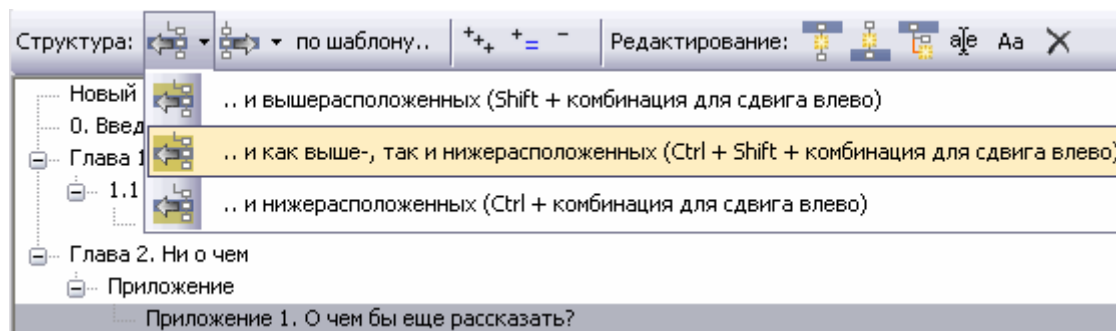 Структура: по шаблону.. Редактирование: a]e Aa
.. и вышерасположенных (Shift + комбинация для сдвига влево)
.. и как выше-, так и нижерасположенных (Ctrl + Shift + комбинация для сдвига влево)
.. и нижерасположенных (Ctrl + комбинация для сдвига влево)
Новый
0. Введ
Глава 1
1.1
Глава 2. Ни о чем
Приложение
Приложение 1. О чем бы еще рассказать?